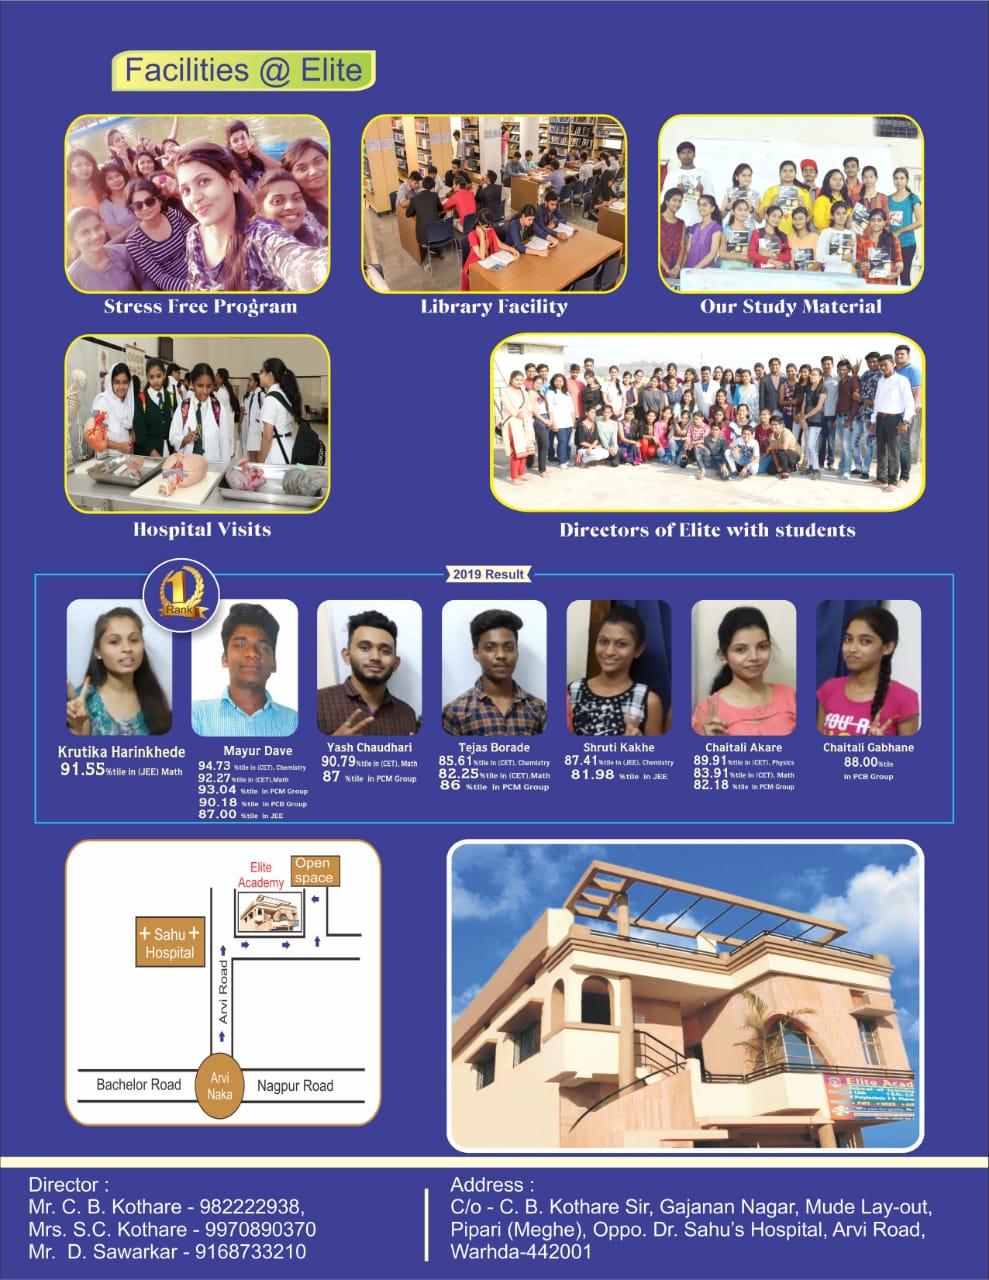 Facilities @ Elite
Stress Free Program
Library Facility
Our Study Material
Hospital Visits
Directors of Elite with students
2019 Result
1
Rank
Krutika Harinkhede
91.55%tile in (JEE) Math
Mayur Dave
94.73 %tile in (CET), Chemistry
92.27%tile in (CET),Math
93.04 %tile in PCM Group
90.18 %tile in PCB Group
87.00 %tile in JEE
Yash Chaudhari
90.79%tile in (CET), Math
87 %tile in PCM Group
Tejas Borade
85.61%tile in (CET), Chemistry
82.25%tile in (CET),Math
86 %tile in PCM Group
Shruti Kakhe
87.41%tile in (JEE), Chemistry
81.98 %tile in JEE
Chaitali Akare
89.91%tile in (CET), Physics
83.91%tile in (CET), Math
82.18 %tile in PCM Group
Chaitali Gabhane
88.00%tile
in PCB Group
Elite
Academy
Open
space
Sahu
Hospital
Arvi Road
Bachelor Road
Arvi
Naka
Nagpur Road
Elite Acad
Director :
Mr. C. B. Kothare - 982222938,
Mrs. S.C. Kothare - 9970890370
Mr. D. Sawarkar - 9168733210
Address :
C/o - C. B. Kothare Sir, Gajanan Nagar, Mude Lay-out,
Pipari (Meghe), Oppo. Dr. Sahu's Hospital, Arvi Road,
Warhda-442001